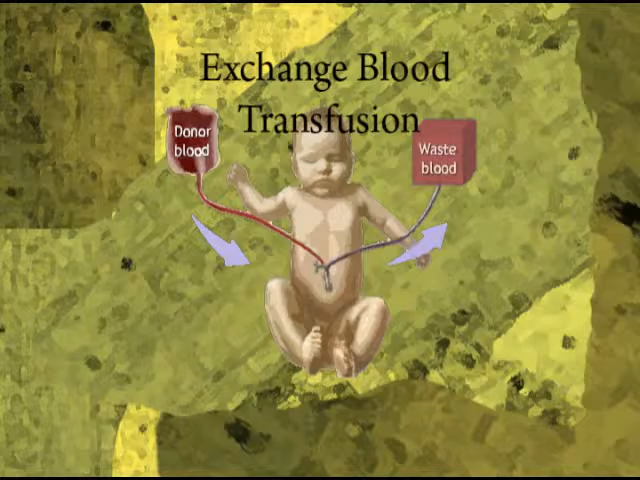 Exchange Blood
Transfusion
Donor
blood
Waste
blood